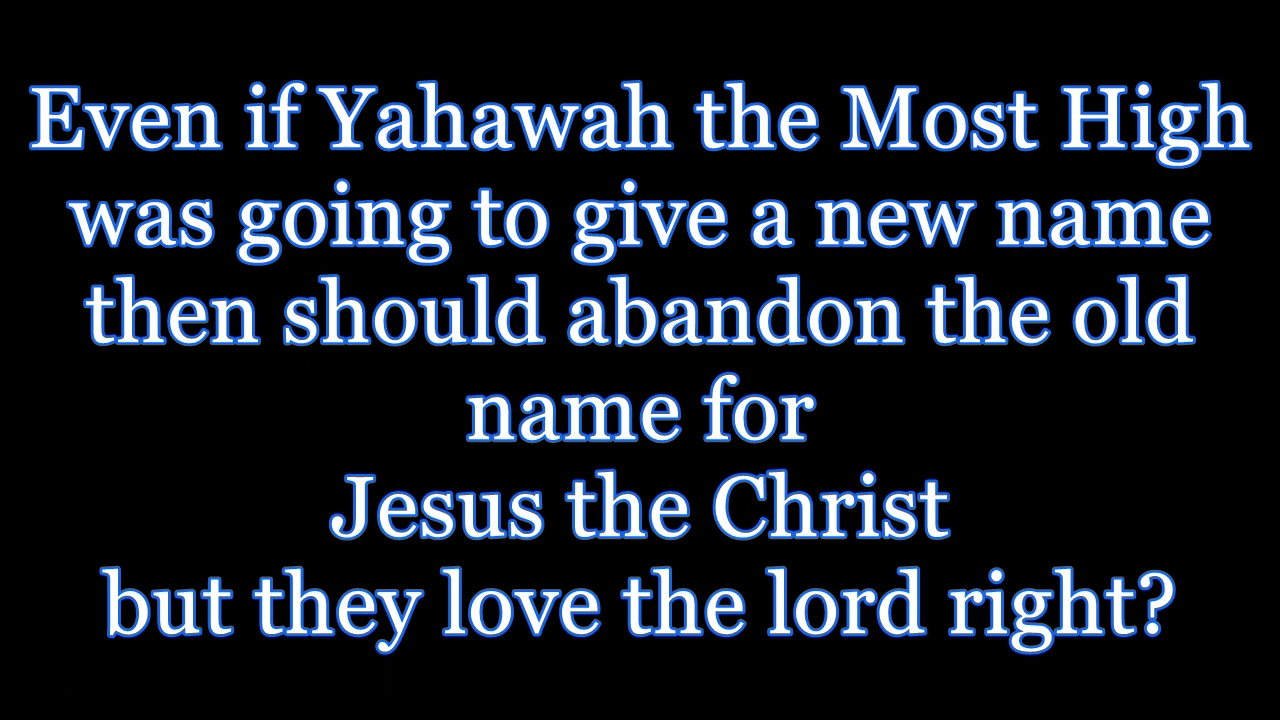 Even if Yahawah the Most High
was going to give a new name
then should abandon the old
name for
Jesus the Christ
but they love the lord right?